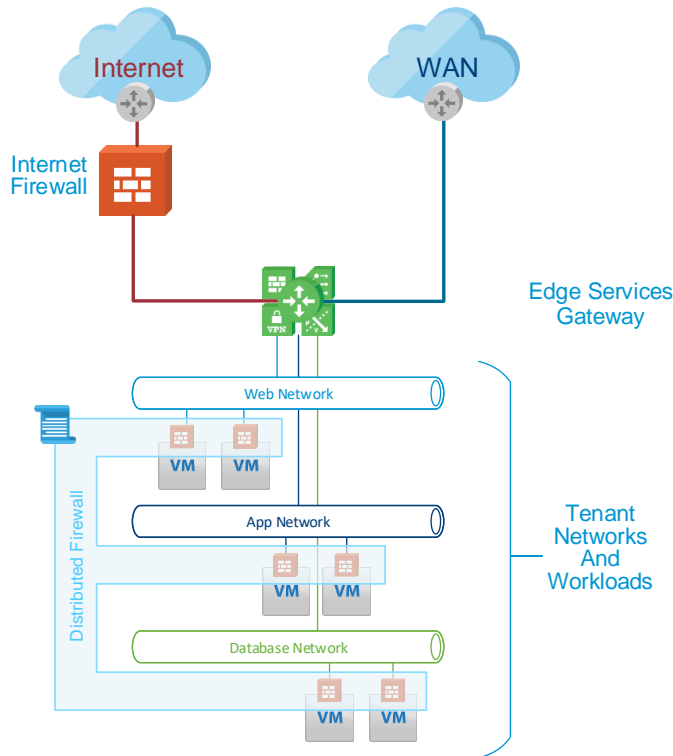 Internet
WAN
Internet
Firewall
VPN
Edge Services
Gateway
Web Network
VM
VM
App Network
VM
VM
Distributed Firewall
Tenant
Networks
And
Workloads
Database Network
VM
VM